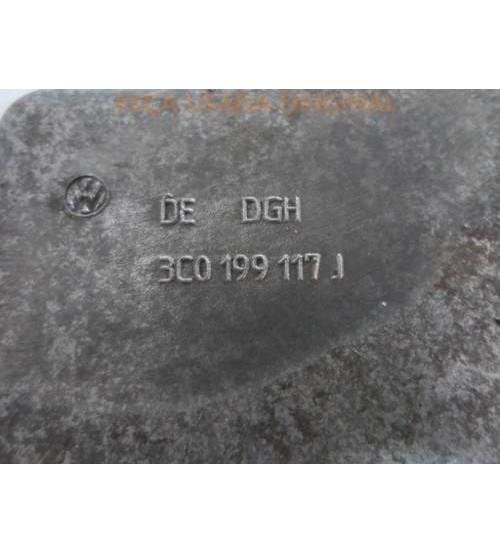 PEÇA USADA ORIGINAL
DE DGH
3C0 199 117 J